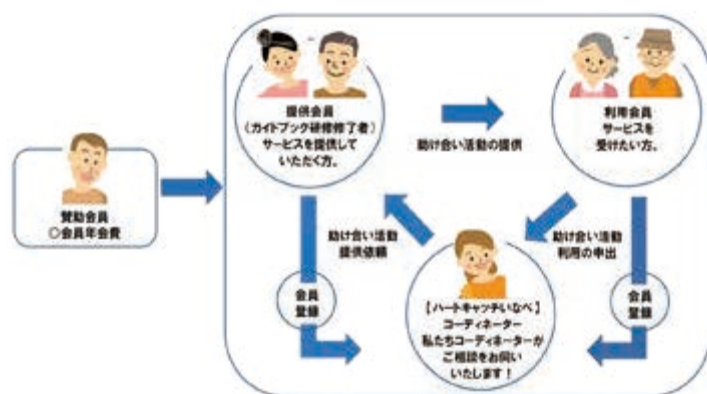 提供会員
(ガイドブック研修修了者)
サービスを提供して
いただく方。
利用会員
サービスを
受けたい方。
助け合い活動の提供
賛助会員
○会員年会費
助け合い活動
提供依頼
助け合い活動
利用の申出
会員
登録
会員
登録
【ハートキャッチいなべ】
コーディネーター
私たちコーディネーターが
ご相談をお伺い
いたします!